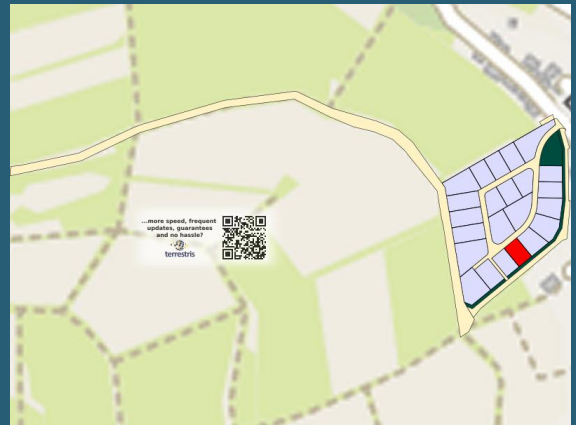 ...more speed, frequent
updates, guarantees
and no hassle?
terrestris